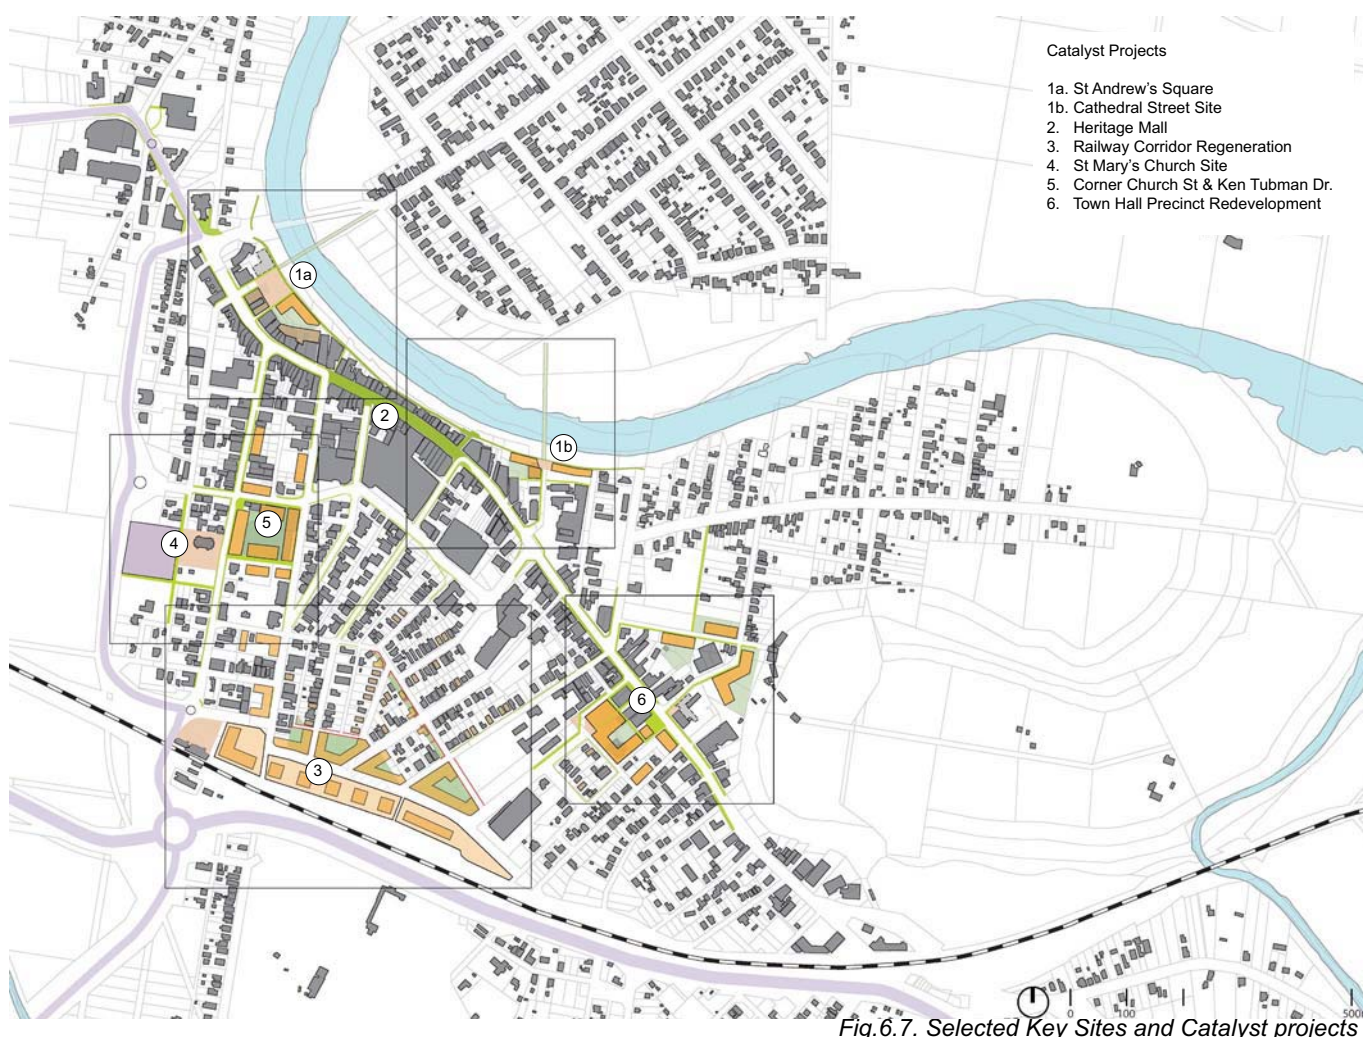 Catalyst Projects
1a. St Andrew's Square
1b. Cathedral Street Site
2. Heritage Mall
3. Railway Corridor Regeneration
4. St Mary's Church Site
5. Corner Church St & Ken Tubman Dr.
6. Town Hall Precinct Redevelopment
1a
2
1b
5
4
6
3
0 100 500
Fig.6.7. Selected Key Sites and Catalyst projects